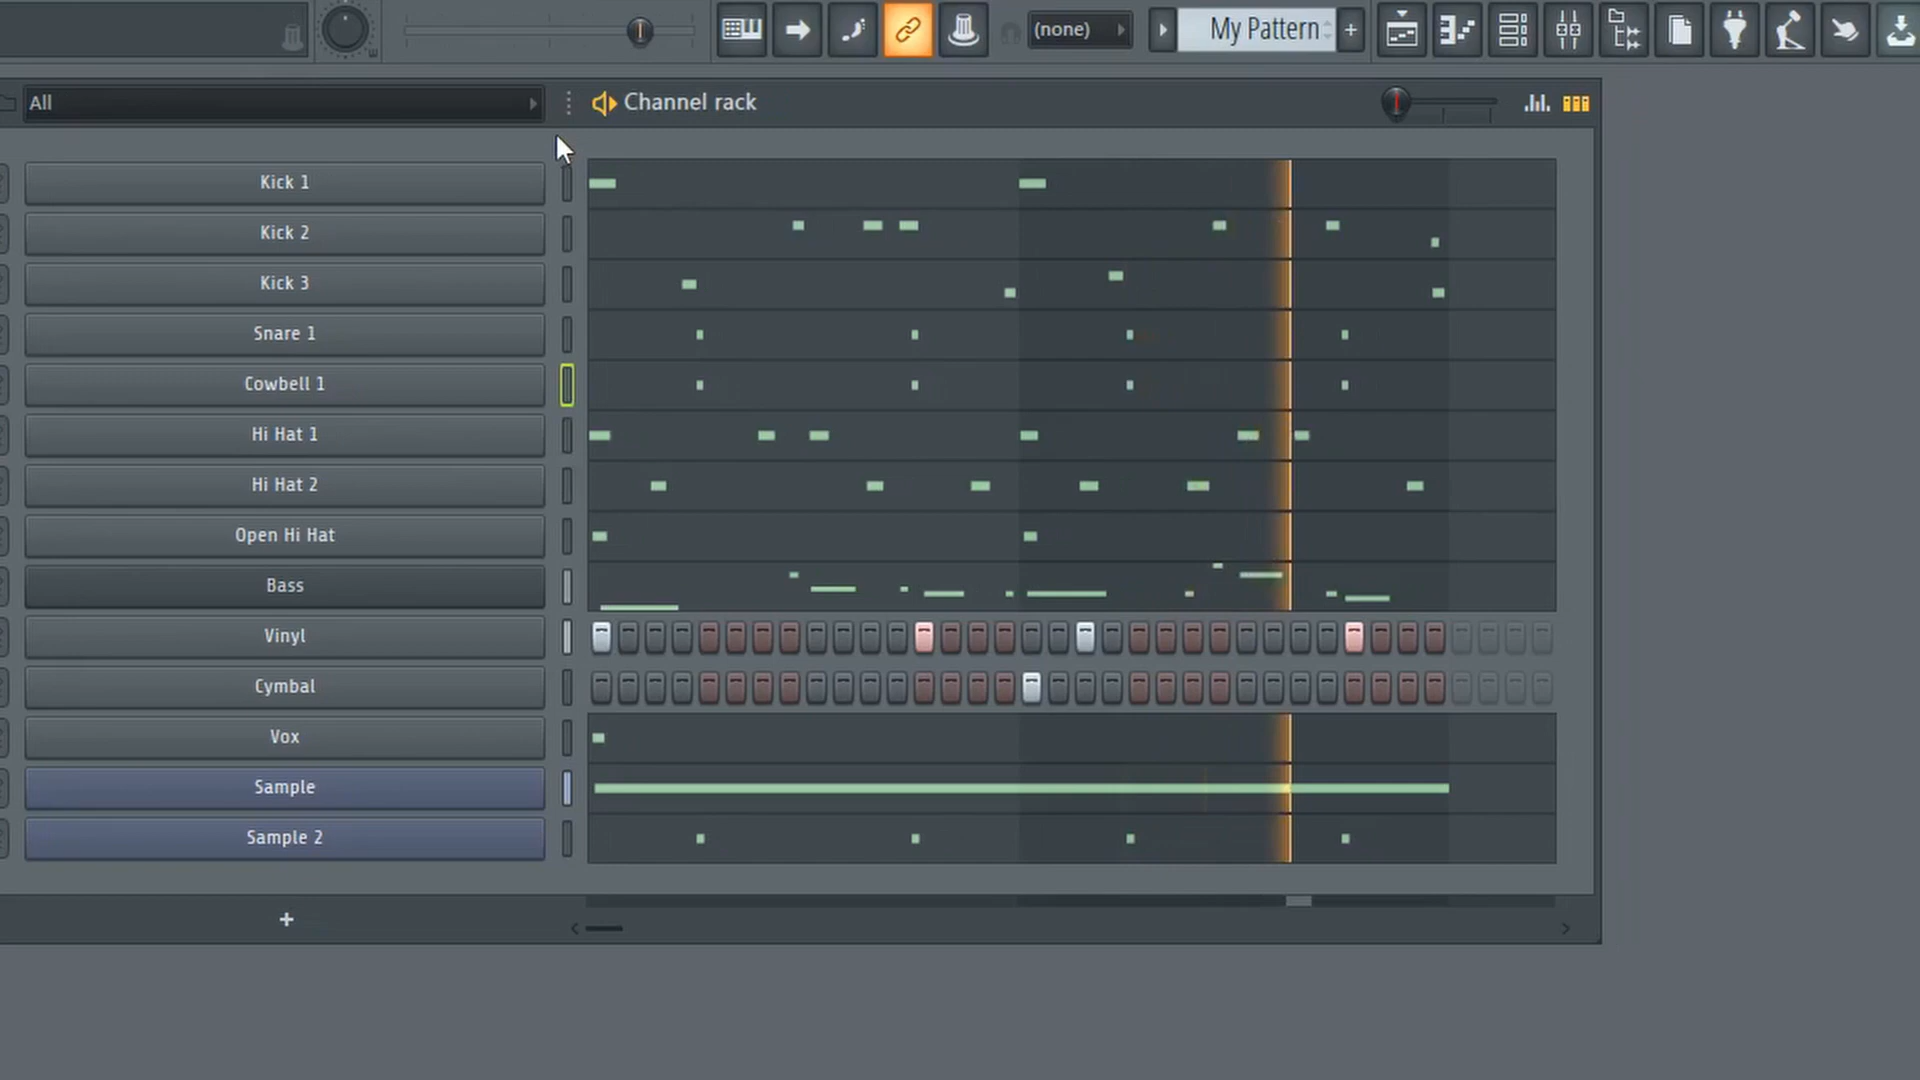 (none)
My Pattern
+
All
Channel rack
Kick 1
Kick 2
Kick 3
Snare 1
Cowbell 1
Hi Hat 1
Hi Hat 2
Open Hi Hat
Bass
Vinyl
Cymbal
Vox
Sample
Sample 2
+